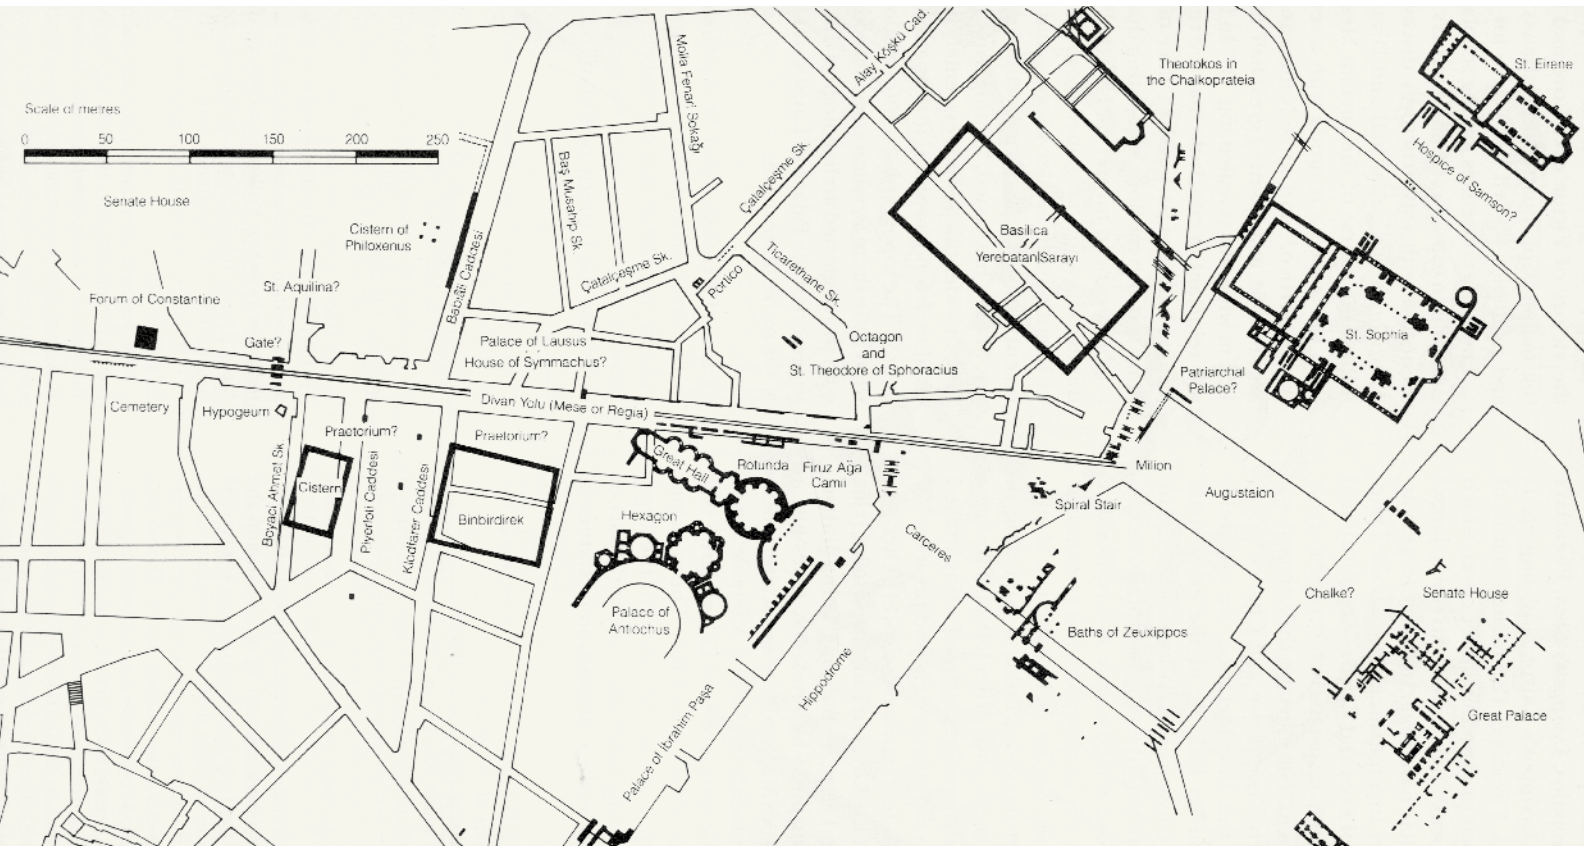 Scale of metres
0 50 100 150 200 250
Senate House
Cistern of
Philoxenus
Forum of Constantine
St. Aquilina?
Gate?
Cemetery
Hypogeum
Praetorium?
Cistern
Boyacı Ahmet Sk
Piyerloti Caddesi
Klodfarer Caddesi
Praetorium?
Binbirdirek
Babıâli Caddesi
Baş Musahıp Sk.
Molla Fenari Sokağı
Çatalçeşme Sk.
Çatalçeşme Sk.
Alay Köşkü Cad.
Ticarethane Sk.
Portico
Palace of Lausus
House of Symmachus?
Divan Yolu (Mese or Regia)
Octagon
and
St. Theodore of Sphoracius
Basilica
Yerebatan Sarayı
Theotokos in
the Chalkoprateia
St. Eirene
Hospice of Samson?
St. Sophia
Patriarchal
Palace?
Milion
Augustaion
Spiral Stair
Great Hall
Rotunda
Firuz Ağa
Camii
Hexagon
Palace of
Antiochus
Carceres
Hippodrome
Palace of Ibrahim Paşa
Baths of Zeuxippos
Chalke?
Senate House
Great Palace